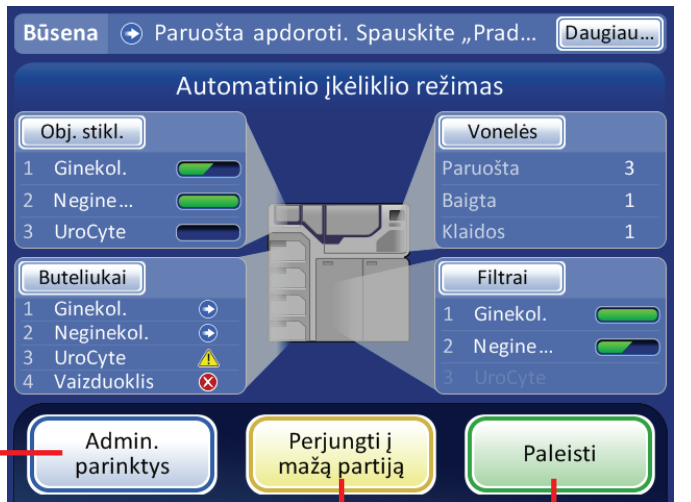 Būsena Paruošta apdoroti. Spauskite „Prad... Daugiau...
Automatinio įkėliklio režimas
Obj. stikl.
1 Ginekol.
2 Negine...
3 UroCyte
Vonelės
Paruošta 3
Baigta 1
Klaidos 1
Buteliukai
1 Ginekol.
2 Neginekol.
3 UroCyte
4 Vaizduoklis
Filtrai
1 Ginekol.
2 Negine...
3 UroCyte
Admin.
parinktys
Perjungti į
mažą partiją
Paleisti